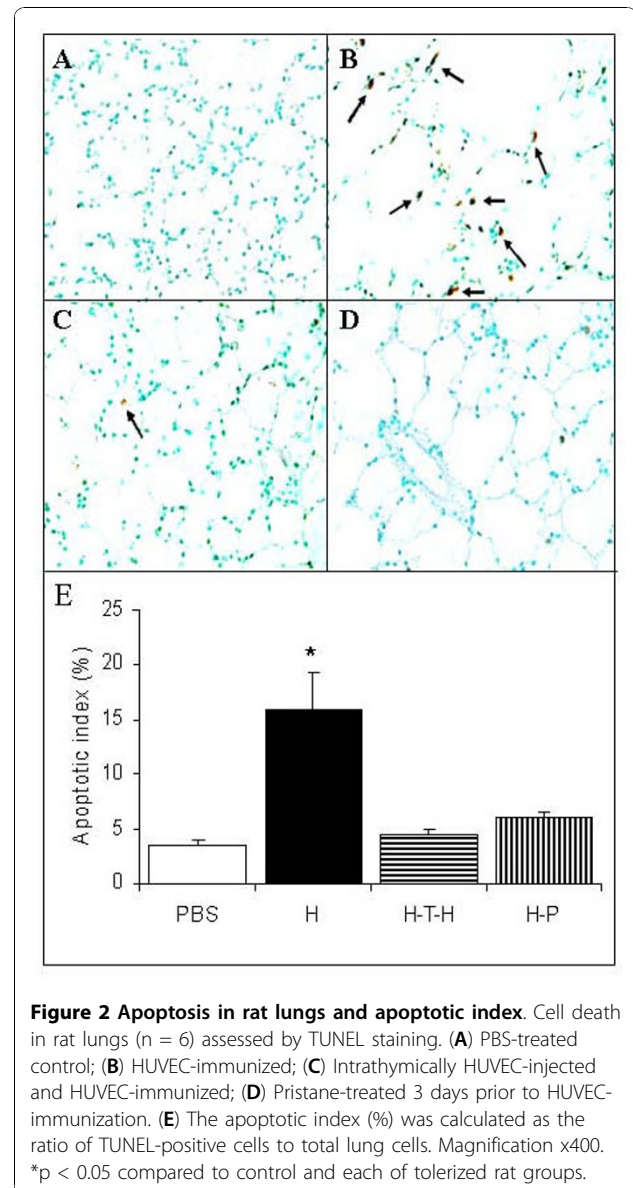 A
B
C
D
E
25
20
15
10
5
0
Apoptotic index (%)
*
PBS
H
H-T-H
H-P
Figure 2 Apoptosis in rat lungs and apoptotic index. Cell death
in rat lungs (n = 6) assessed by TUNEL staining. (A) PBS-treated
control; (B) HUVEC-immunized; (C) Intrathymically HUVEC-injected
and HUVEC-immunized; (D) Pristane-treated 3 days prior to HUVEC-
immunization. (E) The apoptotic index (%) was calculated as the
ratio of TUNEL-positive cells to total lung cells. Magnification x400.
*p < 0.05 compared to control and each of tolerized rat groups.